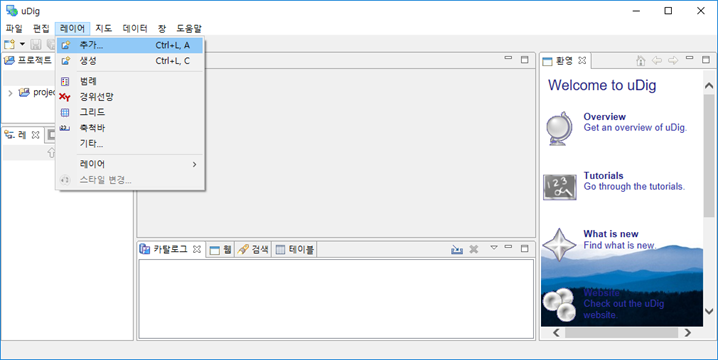 uDig
파일 편집 레이어 지도 데이터 창 도움말
프로젝트
추가... Ctrl+L, A
생성 Ctrl+L, C
범례
경위선망
그리드
축척바
기타...
레이어
스타일 변경...
projec
레
카탈로그 웹 검색 테이블
환영
Welcome to uDig
Overview
Get an overview of uDig.
Tutorials
Go through the tutorials.
What is new
Find what is new
Website
Check out the uDig
website.